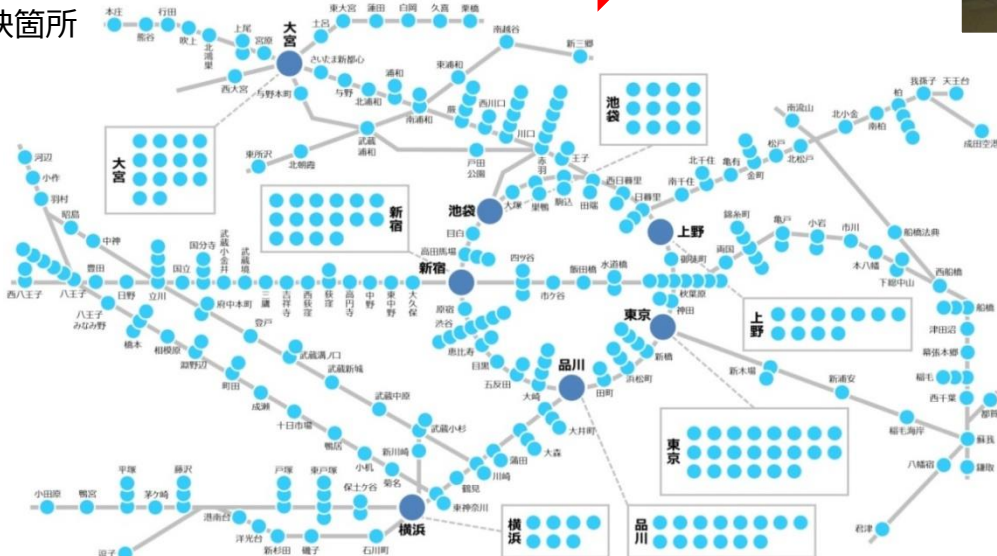 央箇所
本庄
行田
熊谷
吹上
北鴻巣
上尾
宮原
大宮
土呂
東大宮
蓮田
白岡
久喜
栗橋
西大宮
さいたま新都心
与野本町
与野
北浦和
浦和
南浦和
東浦和
南越谷
新三郷
武蔵浦和
東所沢
北朝霞
戸田公園
蕨
西川口
川口
赤羽
王子
大宮
新宿
池袋
池袋
大塚
巣鴨
駒込
田端
西日暮里
日暮里
上野
南千住
北千住
亀有
金町
松戸
北松戸
南流山
北小金
南柏
柏
我孫子
天王台
成田空港
河辺
小作
羽村
昭島
中神
西八王子
八王子
豊田
日野
立川
国立
国分寺
武蔵小金井
武蔵境
三鷹
吉祥寺
西荻窪
荻窪
高円寺
中野
東中野
大久保
新宿
目白
高田馬場
四ツ谷
市ケ谷
飯田橋
水道橋
御徒町
秋葉原
神田
錦糸町
両国
亀戸
小岩
市川
本八幡
下総中山
西船橋
船橋法典
船橋
津田沼
幕張本郷
稲毛
西千葉
蘇我
鎌取
八幡宿
君津
稲毛海岸
新浦安
新木場
東京
新橋
浜松町
田町
品川
大崎
五反田
目黒
恵比寿
渋谷
原宿
上野
東京
八王子みなみ野
橋本
相模原
淵野辺
町田
成瀬
十日市場
鴨居
小机
菊名
新川崎
府中本町
登戸
武蔵溝ノ口
武蔵新城
武蔵中原
武蔵小杉
大井町
大森
蒲田
川崎
鶴見
東神奈川
横浜
保土ケ谷
東戸塚
戸塚
藤沢
茅ケ崎
平塚
鴨宮
小田原
逗子
港南台
洋光台
新杉田
磯子
石川町
横浜
品川